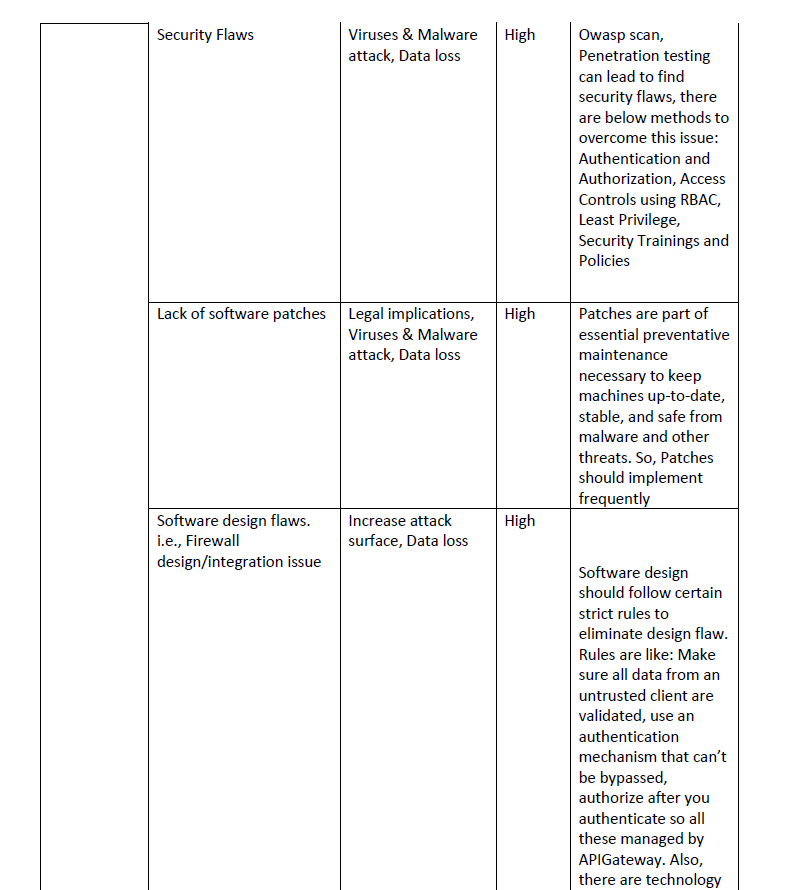 Security Flaws
Viruses & Malware
attack, Data loss
High
Owasp scan,
Penetration testing
can lead to find
security flaws, there
are below methods to
overcome this issue:
Authentication and
Authorization, Access
Controls using RBAC,
Least Privilege,
Security Trainings and
Policies
Lack of software patches
Legal implications,
Viruses & Malware
attack, Data loss
High
Patches are part of
essential preventative
maintenance
necessary to keep
machines up-to-date,
stable, and safe from
malware and other
threats. So, Patches
should implement
frequently
Software design flaws.
i.e., Firewall
design/integration issue
Increase attack
surface, Data loss
High
Software design
should follow certain
strict rules to
eliminate design flaw.
Rules are like: Make
sure all data from an
untrusted client are
validated, use an
authentication
mechanism that can’t
be bypassed,
authorize after you
authenticate so all
these managed by
APIGateway. Also,
there are technology